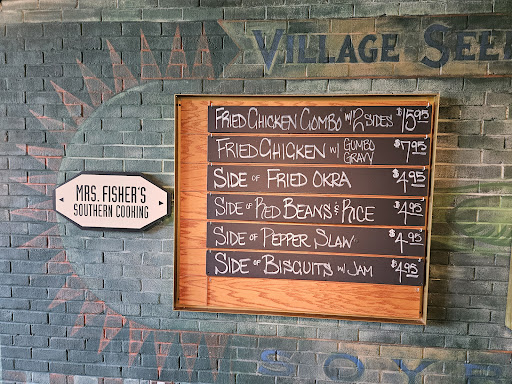 VILLAGE SEE
MRS. FISHER'S
SOUTHERN COOKING
FRIED CHICKEN COMBO W/2 SIDES $15.95
FRIED CHICKEN W/ GUMBO GRAVY $7.95
SIDE OF FRIED OKRA $4.95
SIDE OF RED BEANS & RICE $4.95
SIDE OF PEPPER SLAW $4.95
SIDE OF BISCUITS W/ JAM $4.95
SOY